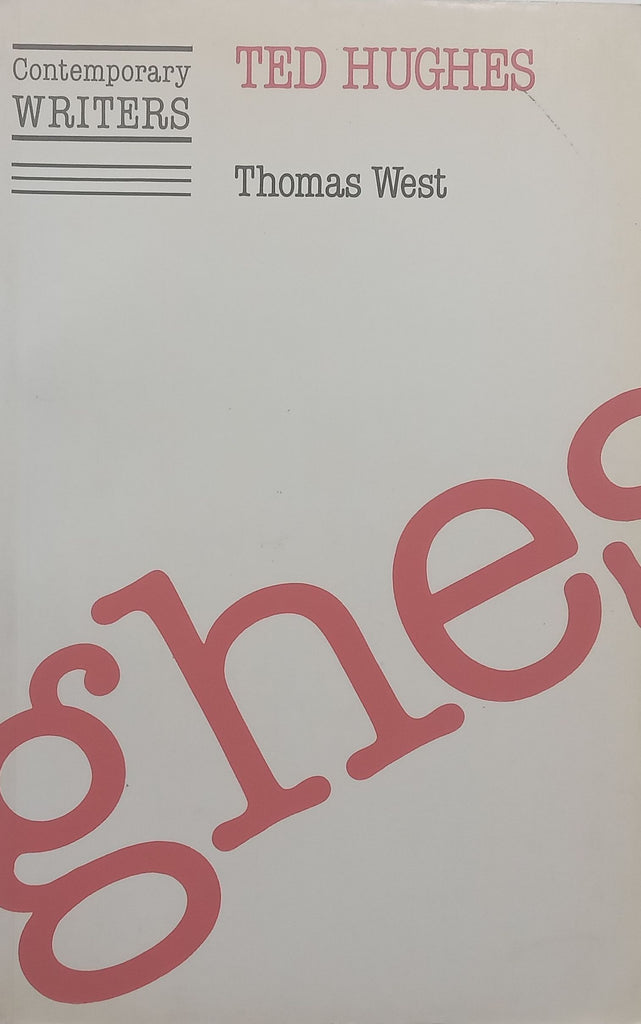 Contemporary
WRITERS
TED HUGHES
Thomas West
ghes